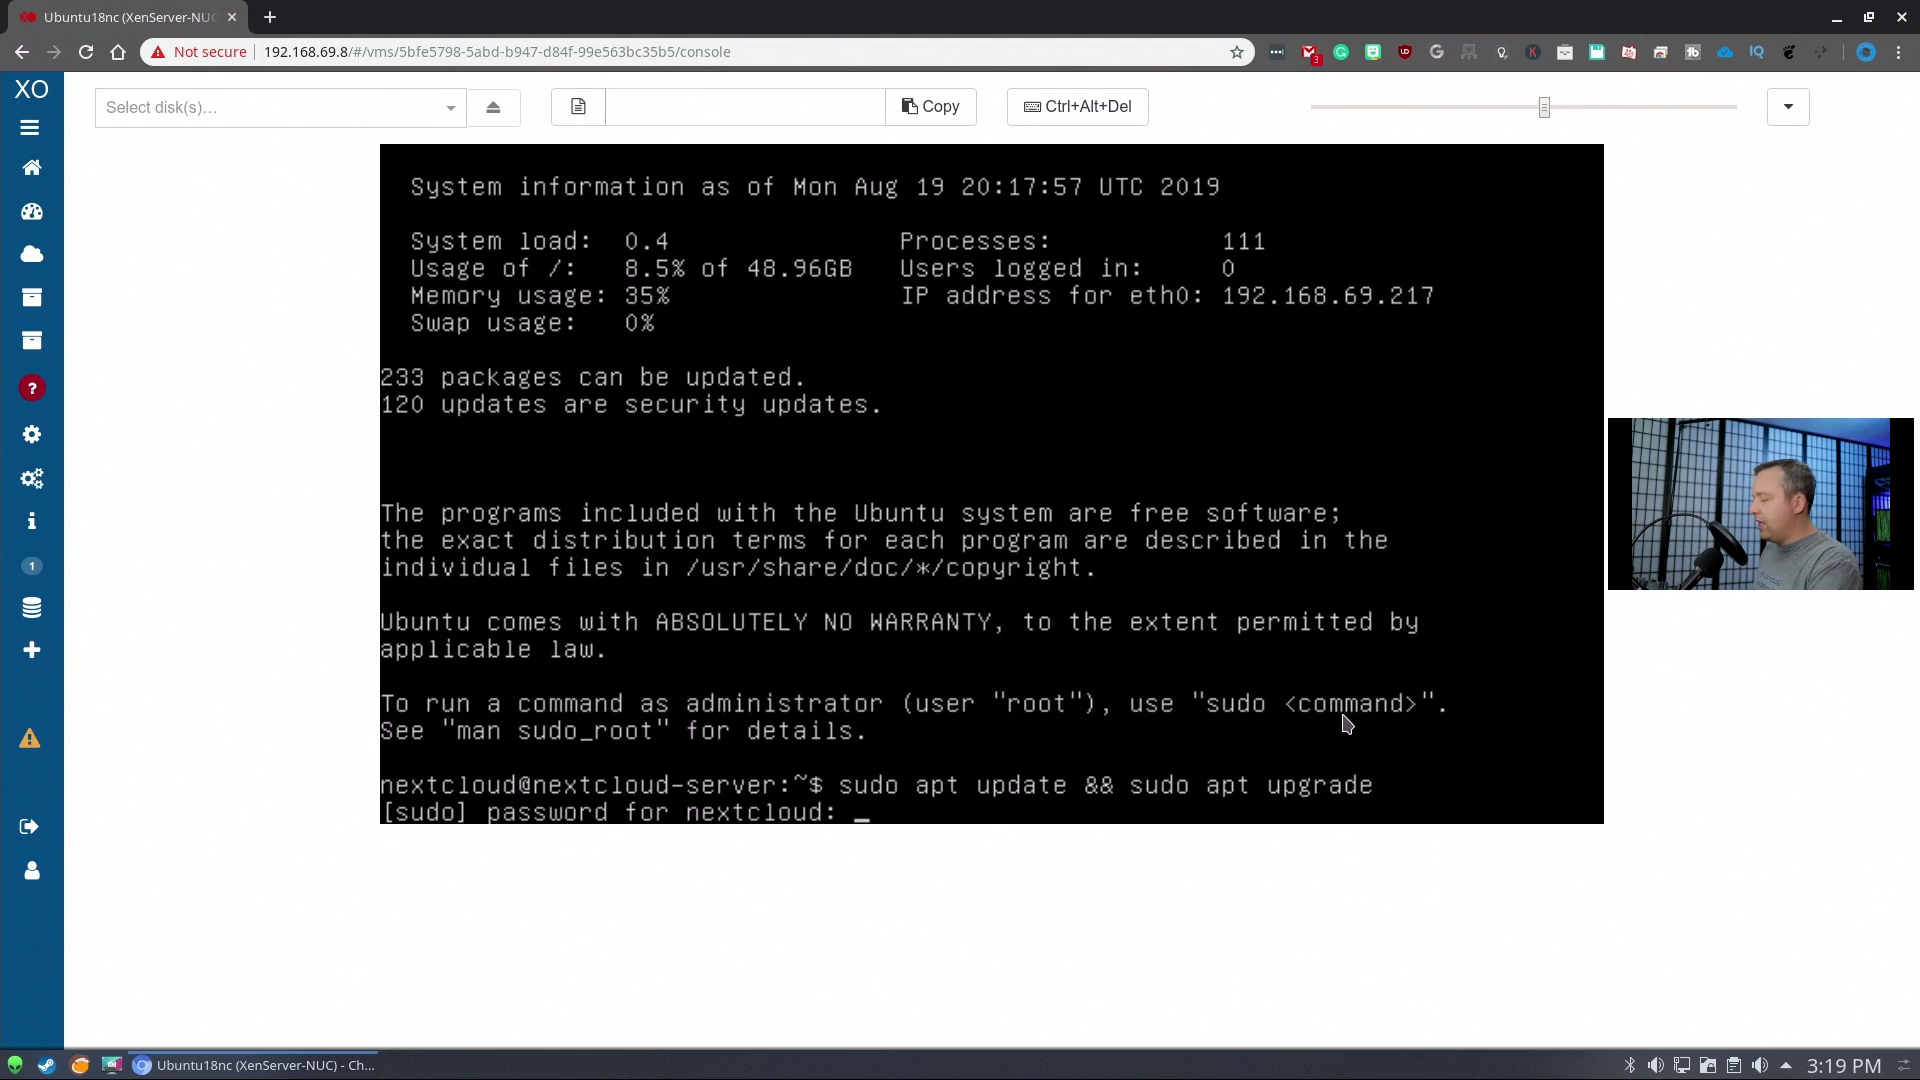 Ubuntu18nc (XenServer-NUC
Not secure
192.168.69.8/#/vms/5bfe5798-5abd-b947-d84f-99e563bc35b5/console
3
XO
Select disk(s)...
Copy
Ctrl+Alt+Del
System information as of Mon Aug 19 20:17:57 UTC 2019
System load: 0.4 Processes: 111
Usage of /: 8.5% of 48.96GB Users logged in: 0
Memory usage: 35% IP address for eth0: 192.168.69.217
Swap usage: 0%
233 packages can be updated.
120 updates are security updates.
The programs included with the Ubuntu system are free software;
the exact distribution terms for each program are described in the
individual files in /usr/share/doc/*/copyright.
Ubuntu comes with ABSOLUTELY NO WARRANTY, to the extent permitted by
applicable law.
To run a command as administrator (user "root"), use "sudo <command>".
See "man sudo_root" for details.
nextcloud@nextcloud-server:~$ sudo apt update && sudo apt upgrade
[sudo] password for nextcloud: _
1
Ubuntu18nc (XenServer-NUC) - Ch...
3:19 PM